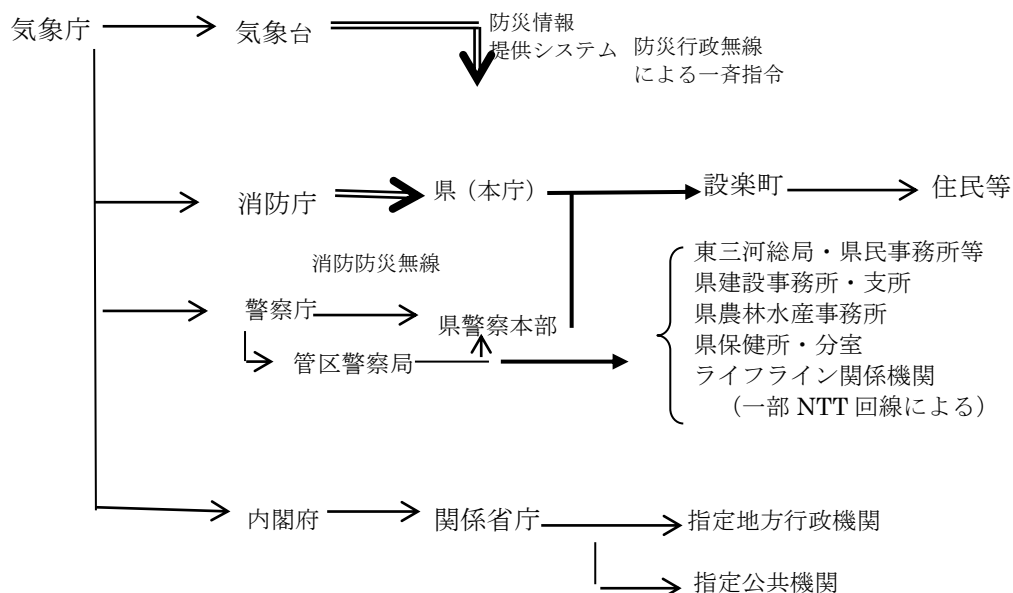 気象庁
気象台
防災情報
提供システム
防災行政無線
による一斉指令
消防庁
県（本庁）
設楽町
住民等
消防防災無線
東三河総局・県民事務所等
県建設事務所・支所
県農林水産事務所
県保健所・分室
ライフライン関係機関
（一部 NTT 回線による）
警察庁
県警察本部
管区警察局
内閣府
関係省庁
指定地方行政機関
指定公共機関